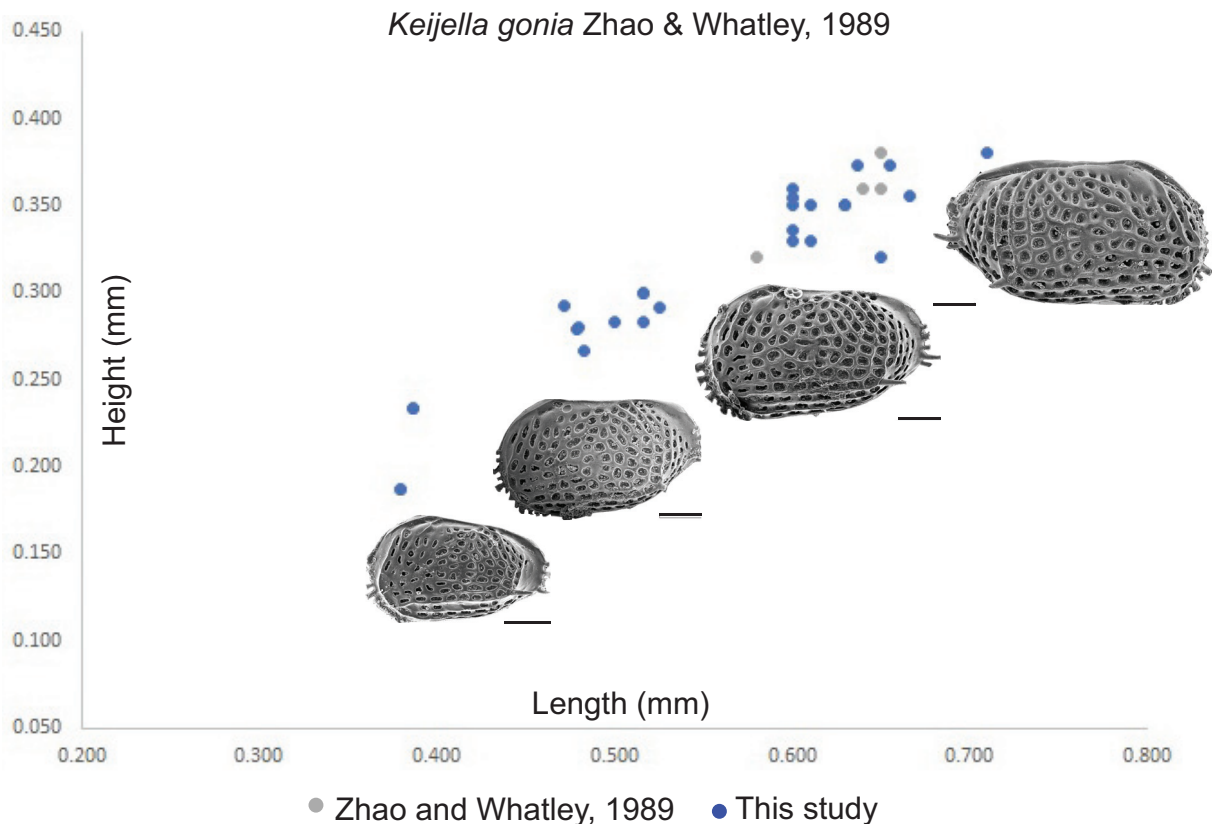 Keijella gonia Zhao & Whatley, 1989
0.450
0.400
0.350
0.300
0.250
0.200
0.150
0.100
0.050
Height (mm)
Length (mm)
0.200 0.300 0.400 0.500 0.600 0.700 0.800
Zhao and Whatley, 1989 This study